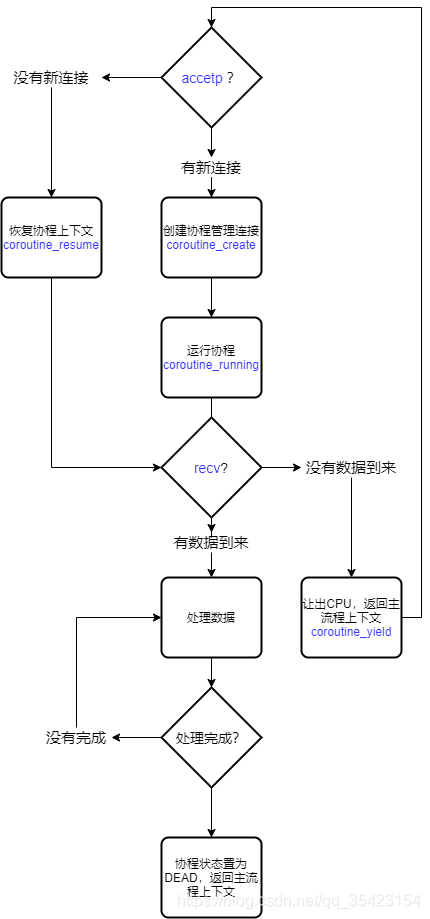 accetp ?
没有新连接
有新连接
恢复协程上下文
coroutine_resume
创建协程管理连接
coroutine_create
运行协程
coroutine_running
recv?
没有数据到来
有数据到来
处理数据
让出CPU，返回主
流程上下文
coroutine_yield
没有完成
处理完成?
协程状态置为
DEAD，返回主流
程上下文
https://blog.csdn.net/qq_35423154